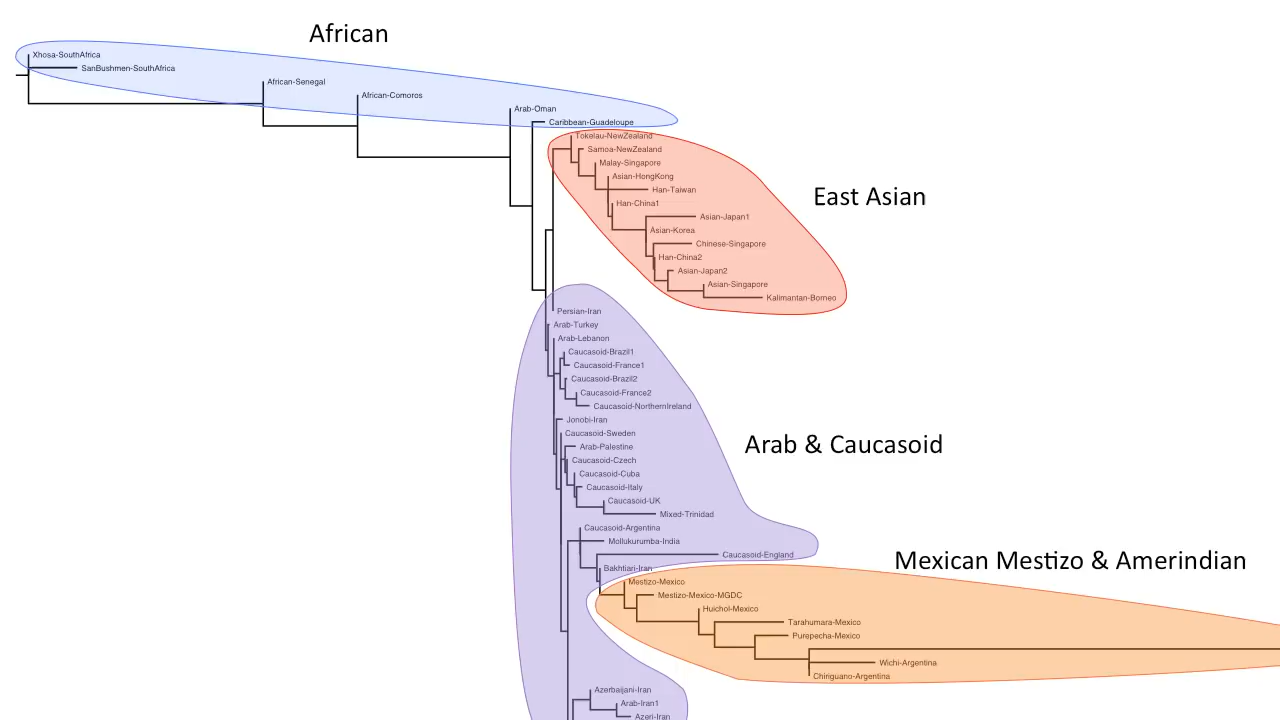 African
Xhosa-SouthAfrica
SanBushmen-SouthAfrica
African-Senegal
African-Comoros
Arab-Oman
Caribbean-Guadeloupe
Tokelau-NewZealand
Samoa-NewZealand
Malay-Singapore
Asian-HongKong
Han-Taiwan
East Asian
Han-China1
Asian-Japan1
Asian-Korea
Chinese-Singapore
Han-China2
Asian-Japan2
Asian-Singapore
Kalimantan-Borneo
Persian-Iran
Arab-Turkey
Arab-Lebanon
Caucasoid-Brazil1
Caucasoid-France1
Caucasoid-Brazil2
Caucasoid-France2
Caucasoid-NorthernIreland
Jonobi-Iran
Caucasoid-Sweden
Arab & Caucasoid
Arab-Palestine
Caucasoid-Czech
Caucasoid-Cuba
Caucasoid-Italy
Caucasoid-UK
Mixed-Trinidad
Caucasoid-Argentina
Mollukurumba-India
Caucasoid-England
Mexican Mestizo & Amerindian
Bakhtiari-Iran
Mestizo-Mexico
Mestizo-Mexico-MGDC
Huichol-Mexico
Tarahumara-Mexico
Purepecha-Mexico
Wichi-Argentina
Chiriguano-Argentina
Azerbaijani-Iran
Arab-Iran1
Azeri-Iran